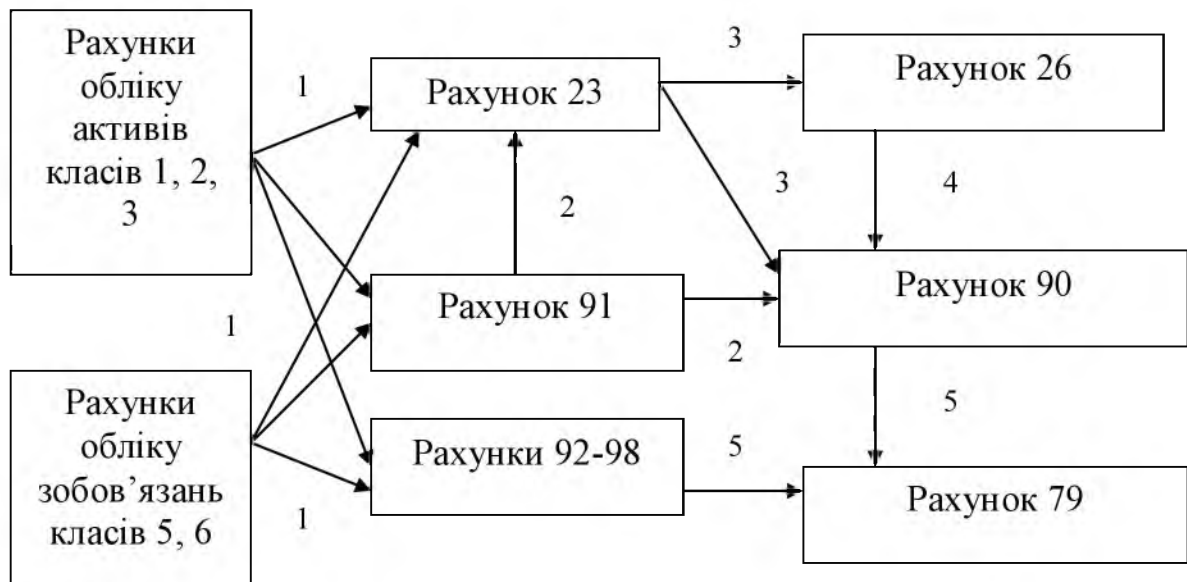 Рахунки
обліку
активів
класів 1, 2,
3
1
Рахунок 23
3
Рахунок 26
2
3
4
1
Рахунок 91
2
Рахунок 90
Рахунки
обліку
зобов’язань
класів 5, 6
1
Рахунки 92-98
5
5
Рахунок 79